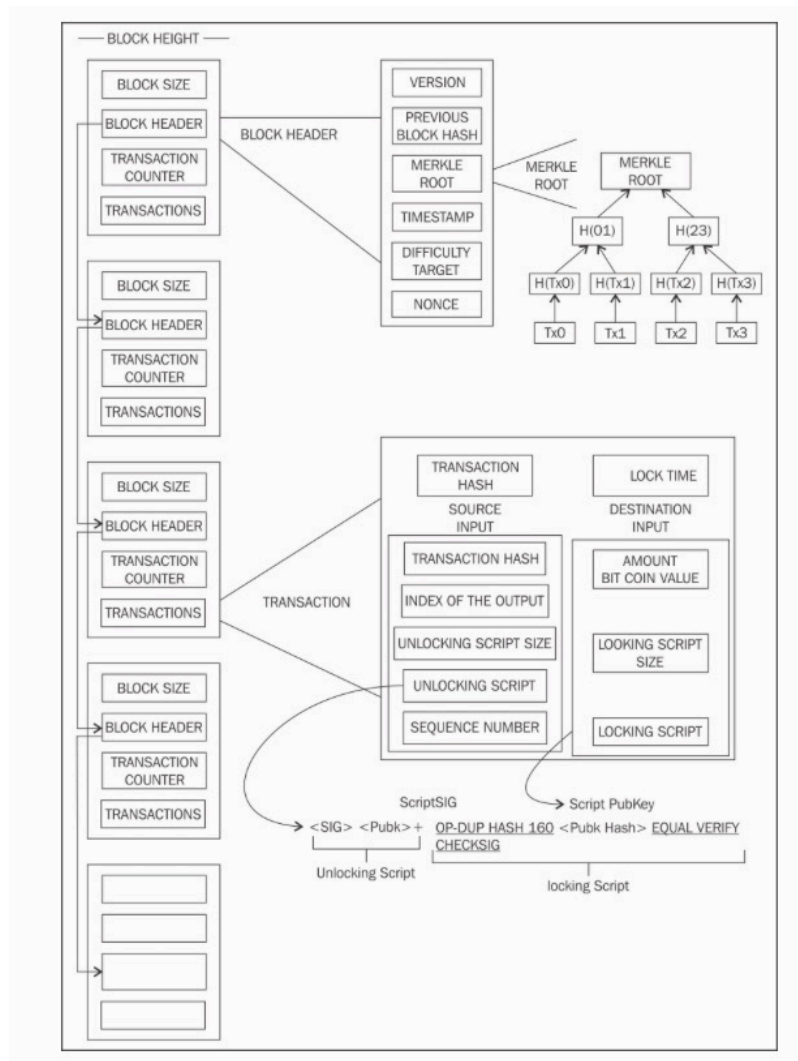 BLOCK HEIGHT
BLOCK SIZE
BLOCK HEADER
TRANSACTION
COUNTER
TRANSACTIONS
BLOCK HEADER
VERSION
PREVIOUS
BLOCK HASH
MERKLE
ROOT
TIMESTAMP
DIFFICULTY
TARGET
NONCE
MERKLE
ROOT
MERKLE
ROOT
H(01)
H(23)
H(Tx0)
H(Tx1)
H(Tx2)
H(Tx3)
Tx0
Tx1
Tx2
Tx3
BLOCK SIZE
BLOCK HEADER
TRANSACTION
COUNTER
TRANSACTIONS
BLOCK SIZE
BLOCK HEADER
TRANSACTION
COUNTER
TRANSACTIONS
TRANSACTION
TRANSACTION
HASH
LOCK TIME
SOURCE
INPUT
DESTINATION
INPUT
TRANSACTION HASH
INDEX OF THE OUTPUT
UNLOCKING SCRIPT SIZE
UNLOCKING SCRIPT
SEQUENCE NUMBER
AMOUNT
BIT COIN VALUE
LOOKING SCRIPT
SIZE
LOCKING SCRIPT
BLOCK SIZE
BLOCK HEADER
TRANSACTION
COUNTER
TRANSACTIONS
ScriptSIG
Script PubKey
<SIG> <Pubk>+ OP-DUP HASH 160 <Pubk Hash> EQUAL VERIFY
CHECKSIG
Unlocking Script
locking Script